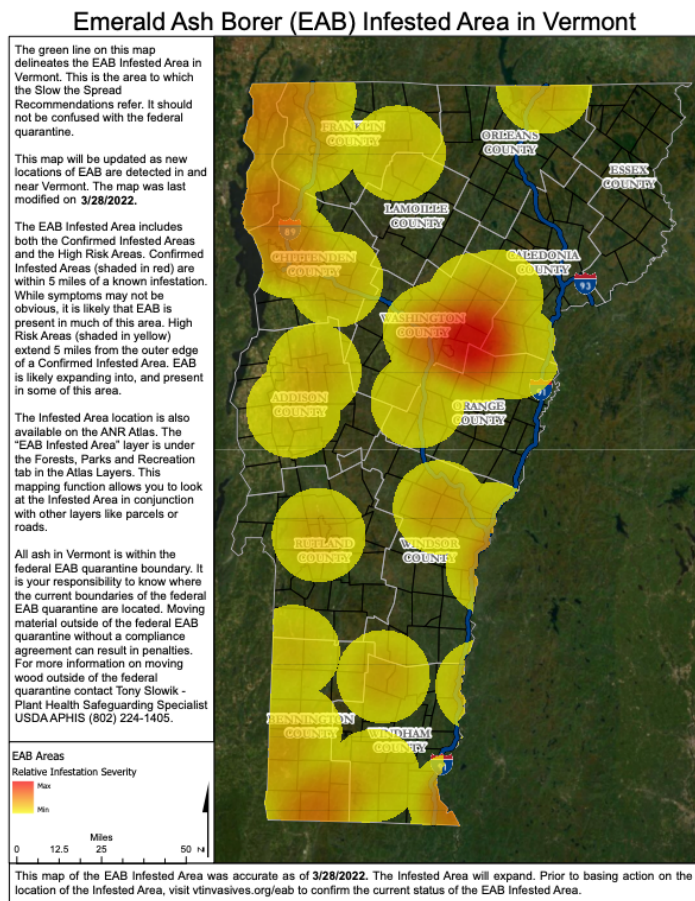 Emerald Ash Borer (EAB) Infested Area in Vermont
The green line on this map
delineates the EAB Infested Area in
Vermont. This is the area to which
the Slow the Spread
Recommendations refer. It should
not be confused with the federal
quarantine.
This map will be updated as new
locations of EAB are detected in and
near Vermont. The map was last
modified on 3/28/2022.
The EAB Infested Area includes
both the Confirmed Infested Areas
and the High Risk Areas. Confirmed
Infested Areas (shaded in red) are
within 5 miles of a known infestation.
While symptoms may not be
obvious, it is likely that EAB is
present in much of this area. High
Risk Areas (shaded in yellow)
extend 5 miles from the outer edge
of a Confirmed Infested Area. EAB
is likely expanding into, and present
in some of this area.
The Infested Area location is also
available on the ANR Atlas. The
“EAB Infested Area” layer is under
the Forests, Parks and Recreation
tab in the Atlas Layers. This
mapping function allows you to look
at the Infested Area in conjunction
with other layers like parcels or
roads.
All ash in Vermont is within the
federal EAB quarantine boundary. It
is your responsibility to know where
the current boundaries of the federal
EAB quarantine are located. Moving
material outside of the federal EAB
quarantine without a compliance
agreement can result in penalties.
For more information on moving
wood outside of the federal
quarantine contact Tony Slowik -
Plant Health Safeguarding Specialist
USDA APHIS (802) 224-1405.
EAB Areas
Relative Infestation Severity
Max
Min
Miles
0 12.5 25 50 N
FRANKLIN
COUNTY
ORLEANS
COUNTY
ESSEX
COUNTY
LAMOILLE
COUNTY
89
CHITTENDEN
COUNTY
CALEDONIA
COUNTY
93
WASHINGTON
COUNTY
ADDISON
COUNTY
91
ORANGE
COUNTY
RUTLAND
COUNTY
WINDSOR
COUNTY
BENNINGTON
COUNTY
WINDHAM
COUNTY
91
This map of the EAB Infested Area was accurate as of 3/28/2022. The Infested Area will expand. Prior to basing action on the
location of the Infested Area, visit vtinvasives.org/eab to confirm the current status of the EAB Infested Area.